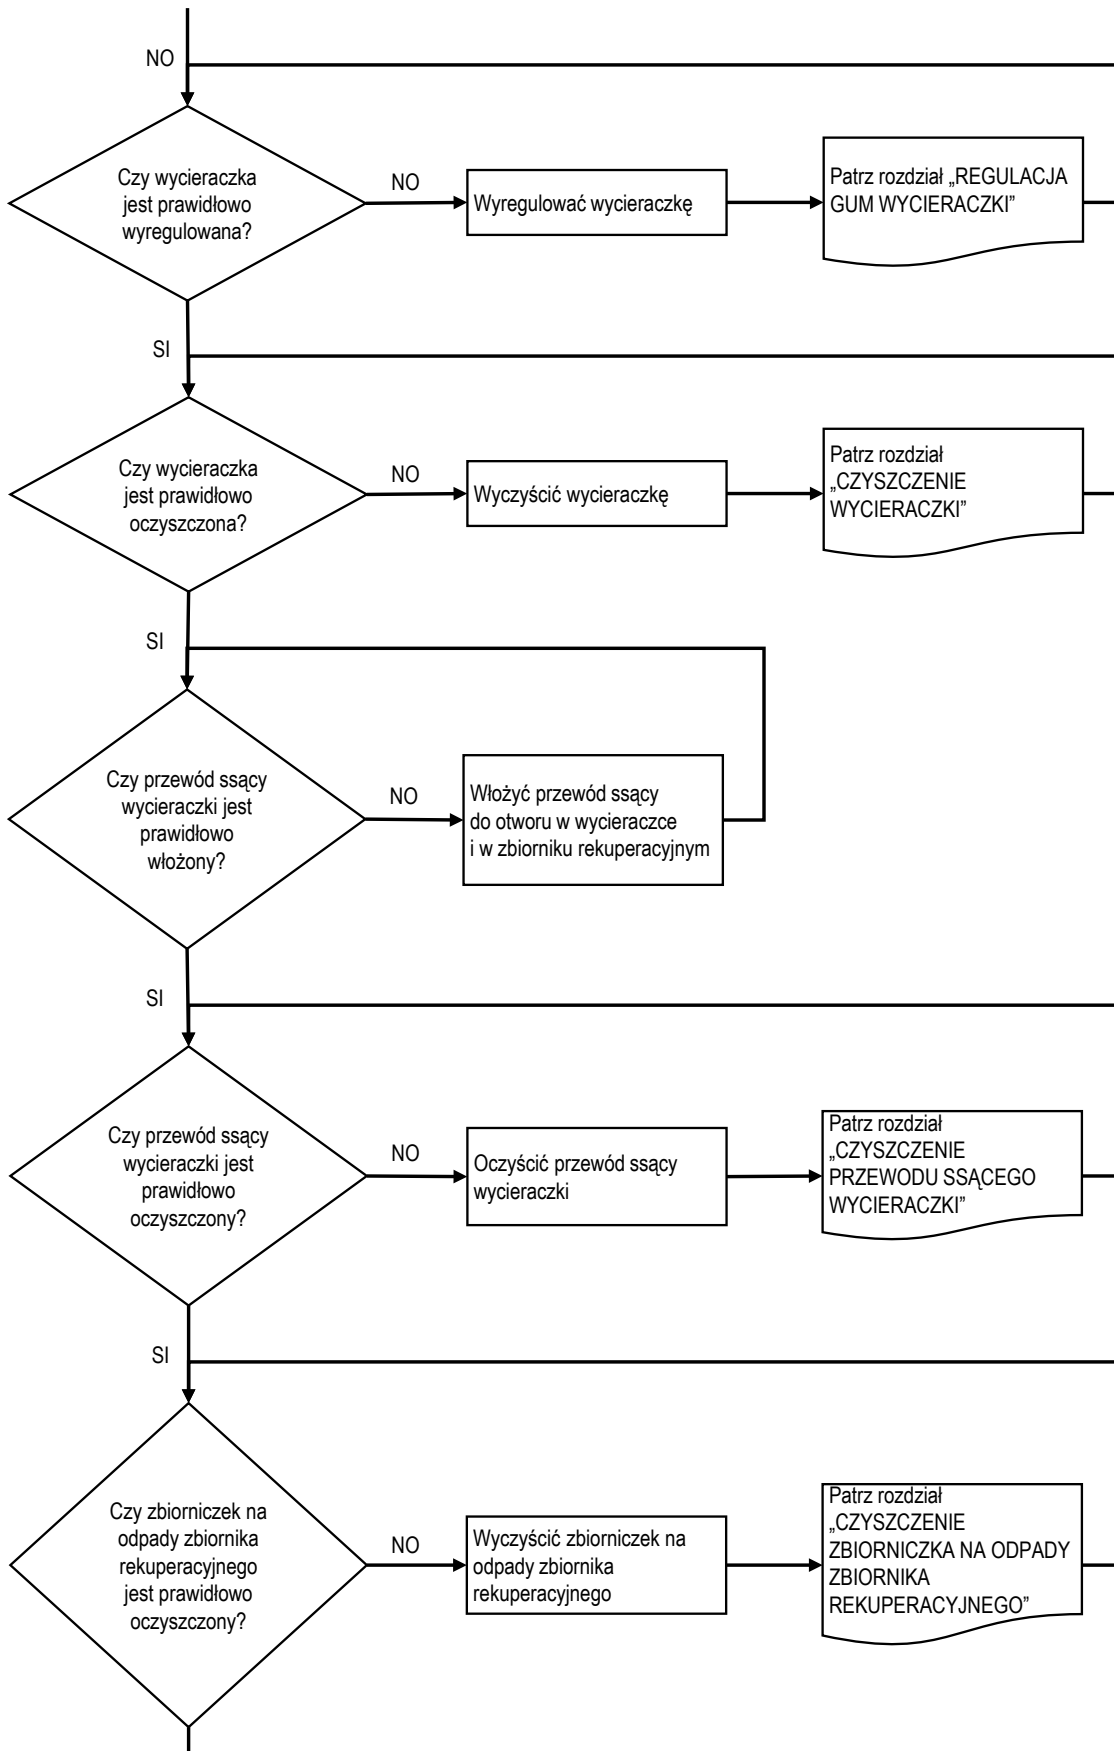 NO
Czy wycieraczka
jest prawidłowo
wyregulowana?
NO
Wyregulować wycieraczkę
Patrz rozdział „REGULACJA
GUM WYCIERACZKI”
SI
Czy wycieraczka
jest prawidłowo
oczyszczona?
NO
Wyczyścić wycieraczkę
Patrz rozdział
„CZYSZCZENIE
WYCIERACZKI”
SI
Czy przewód ssący
wycieraczki jest
prawidłowo
włożony?
NO
Włożyć przewód ssący
do otworu w wycieraczce
i w zbiorniku rekuperacyjnym
SI
Czy przewód ssący
wycieraczki jest
prawidłowo
oczyszczony?
NO
Oczyścić przewód ssący
wycieraczki
Patrz rozdział
„CZYSZCZENIE
PRZEWODU SSĄCEGO
WYCIERACZKI”
SI
Czy zbiorniczek na
odpady zbiornika
rekuperacyjnego
jest prawidłowo
oczyszczony?
NO
Wyczyścić zbiorniczek na
odpady zbiornika
rekuperacyjnego
Patrz rozdział
„CZYSZCZENIE
ZBIORNICZKA NA ODPADY
ZBIORNIKA
REKUPERACYJNEGO”